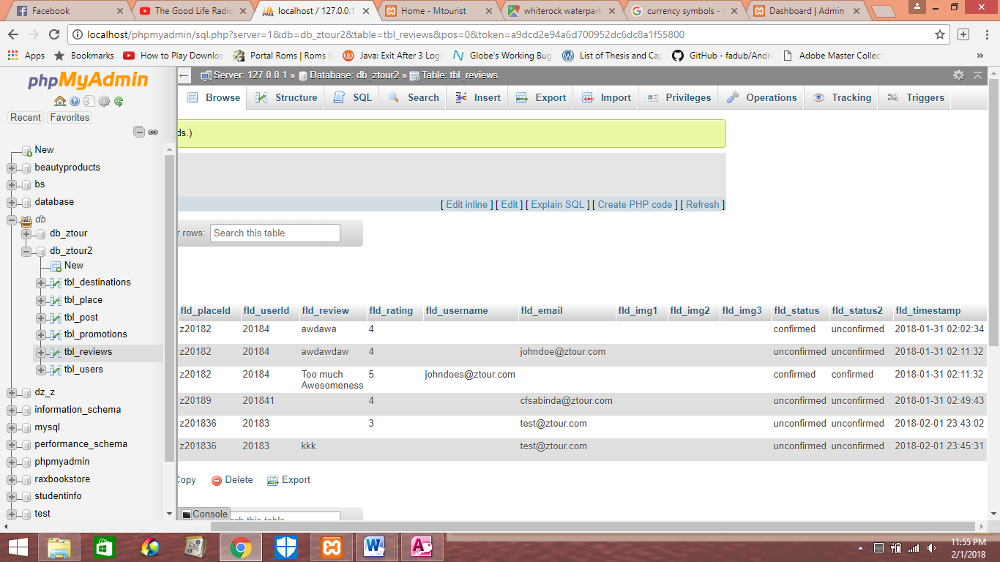 Facebook
The Good Life Radio
localhost / 127.0.0.1
Home - Mtourist
whiterock waterpark
currency symbols - G
Dashboard | Admin
localhost/phpmyadmin/sql.php?server=1&db=db_ztour2&table=tbl_reviews&pos=0&token=a9dcd2e94a6d700952dc6dc8a1f55800
Apps Bookmarks How to Play Downloa Portal Roms | Roms Is Java: Exit After 3 Logi Globe's Working Bug List of Thesis and Cap GitHub - fadub/Andro Adobe Master Collect »
phpMyAdmin
Recent Favorites
New
beautyproducts
bs
database
db
db_ztour
db_ztour2
New
tbl_destinations
tbl_place
tbl_post
tbl_promotions
tbl_reviews
tbl_users
dz_z
information_schema
mysql
performance_schema
phpmyadmin
raxbookstore
studentinfo
test
Server: 127.0.0.1 » Database: db_ztour2 » Table: tbl_reviews
Browse Structure SQL Search Insert Export Import Privileges Operations Tracking Triggers
ds.)
[ Edit inline ] [ Edit ] [ Explain SQL ] [ Create PHP code ] [ Refresh ]
r rows: Search this table
fld_placeId fld_userId fld_review fld_rating fld_username fld_email fld_img1 fld_img2 fld_img3 fld_status fld_status2 fld_timestamp
z20182 20184 awdawa 4 confirmed unconfirmed 2018-01-31 02:02:34
z20182 20184 awdawdaw 4 johndoe@ztour.com unconfirmed unconfirmed 2018-01-31 02:11:32
z20182 20184 Too much Awesomeness 5 johndoes@ztour.com confirmed confirmed 2018-01-31 02:11:32
z20189 201841 4 cfsabinda@ztour.com unconfirmed unconfirmed 2018-01-31 02:49:43
z201836 20183 3 test@ztour.com unconfirmed unconfirmed 2018-02-01 23:43:02
z201836 20183 kkk test@ztour.com unconfirmed unconfirmed 2018-02-01 23:45:31
Copy Delete Export
Console
rch this table
11:55 PM
2/1/2018